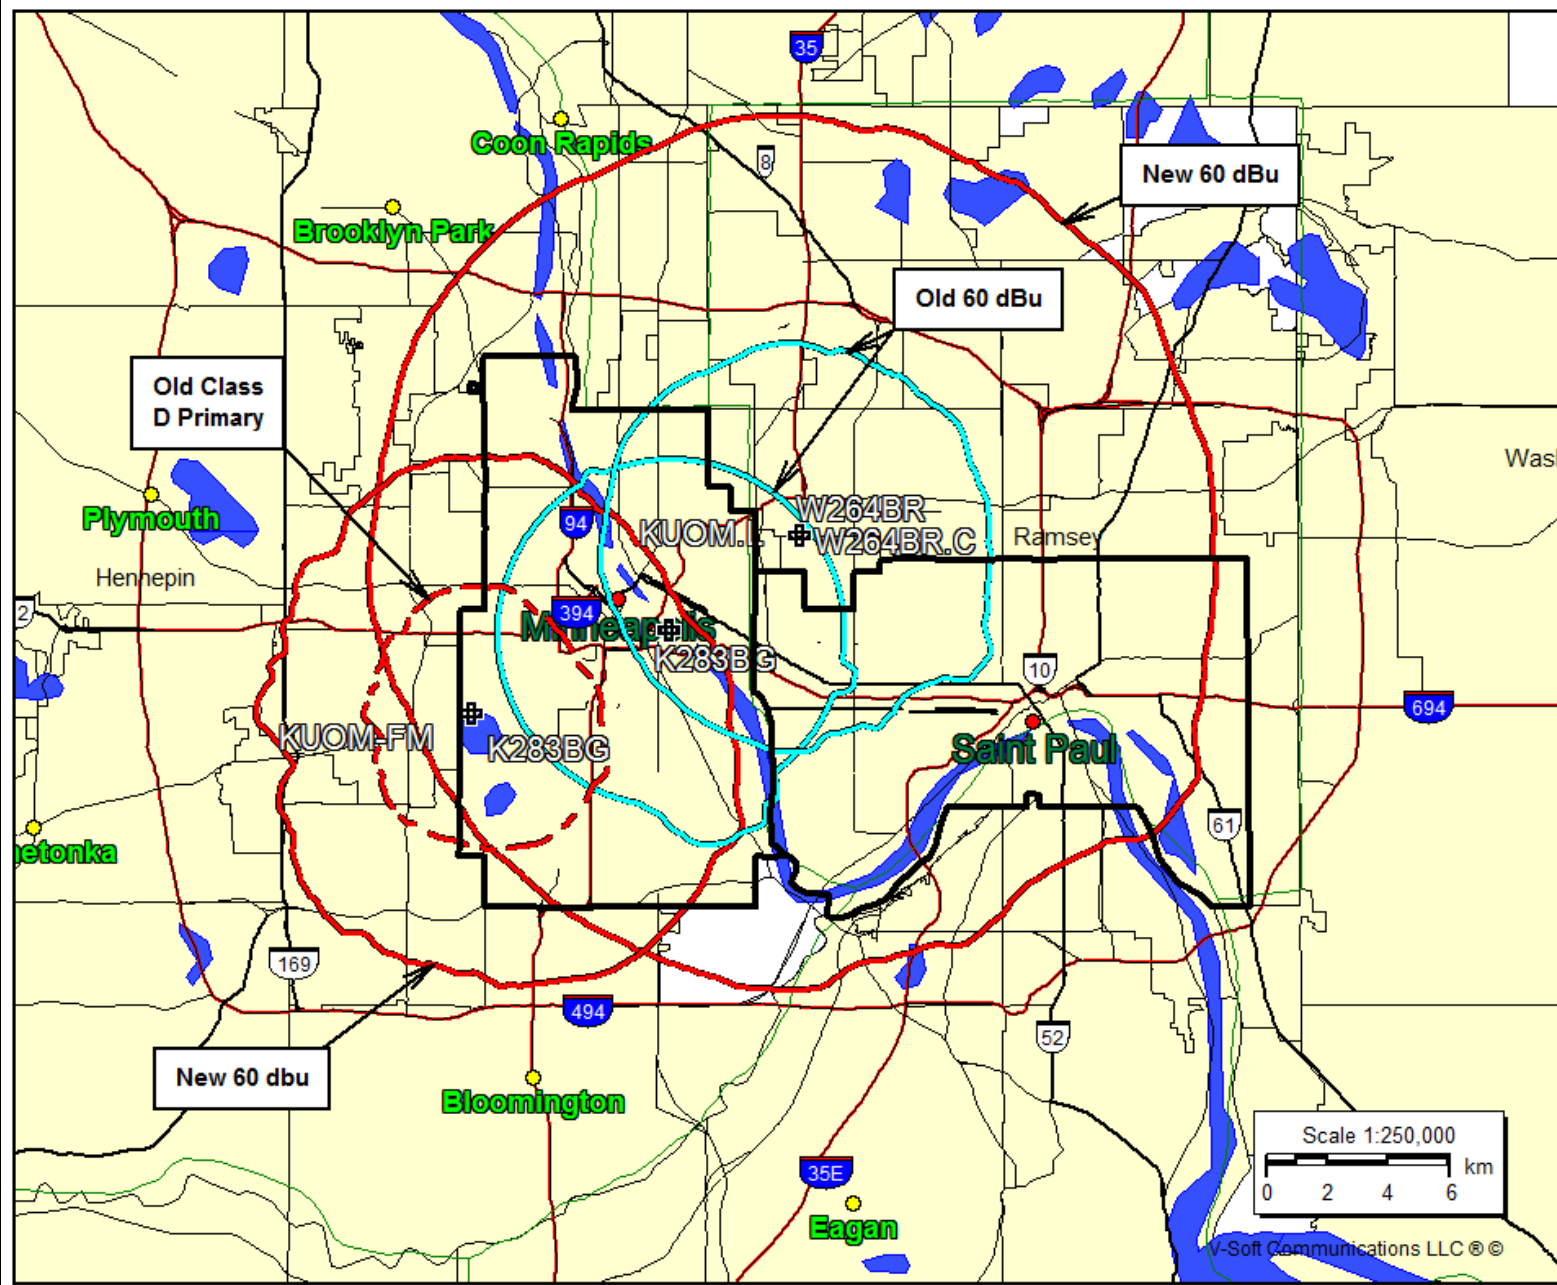 35
Coon Rapids
8
New 60 dBu
Brooklyn Park
Old 60 dBu
Old Class
D Primary
Plymouth
94
KUOM.L
W264BR
W264BR.C
Ramsey
Hennepin
2
394
Minneapolis
K283BG
10
694
KUOM-FM
K283BG
Saint Paul
61
netonka
169
494
52
New 60 dbu
Bloomington
Scale 1:250,000
km
0 2 4 6
35E
Eagan
V-Soft Communications LLC ® ©